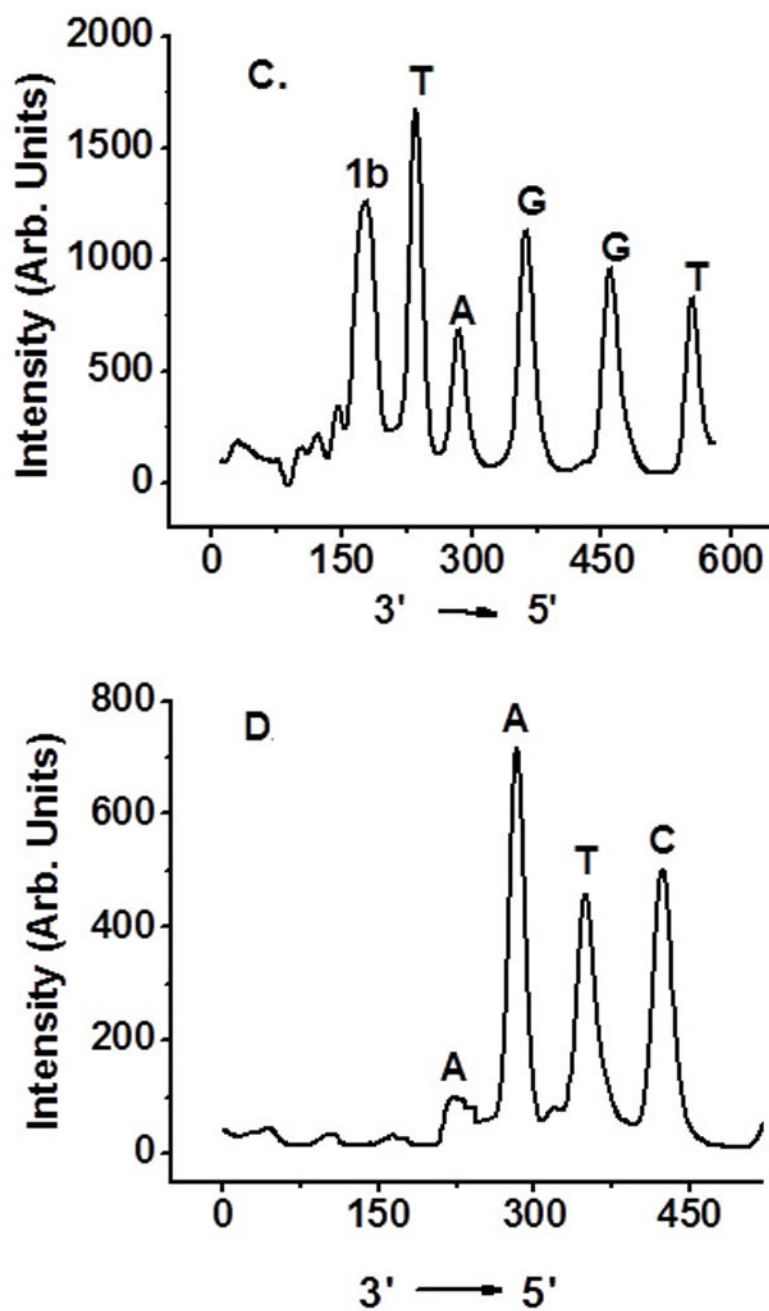 2000
1500
1000
500
0
Intensity (Arb. Units)
C.
1b
T
A
G
G
T
0 150 300 450 600
3' → 5'
800
600
400
200
0
Intensity (Arb. Units)
D
A
A
T
C
0 150 300 450
3' → 5'